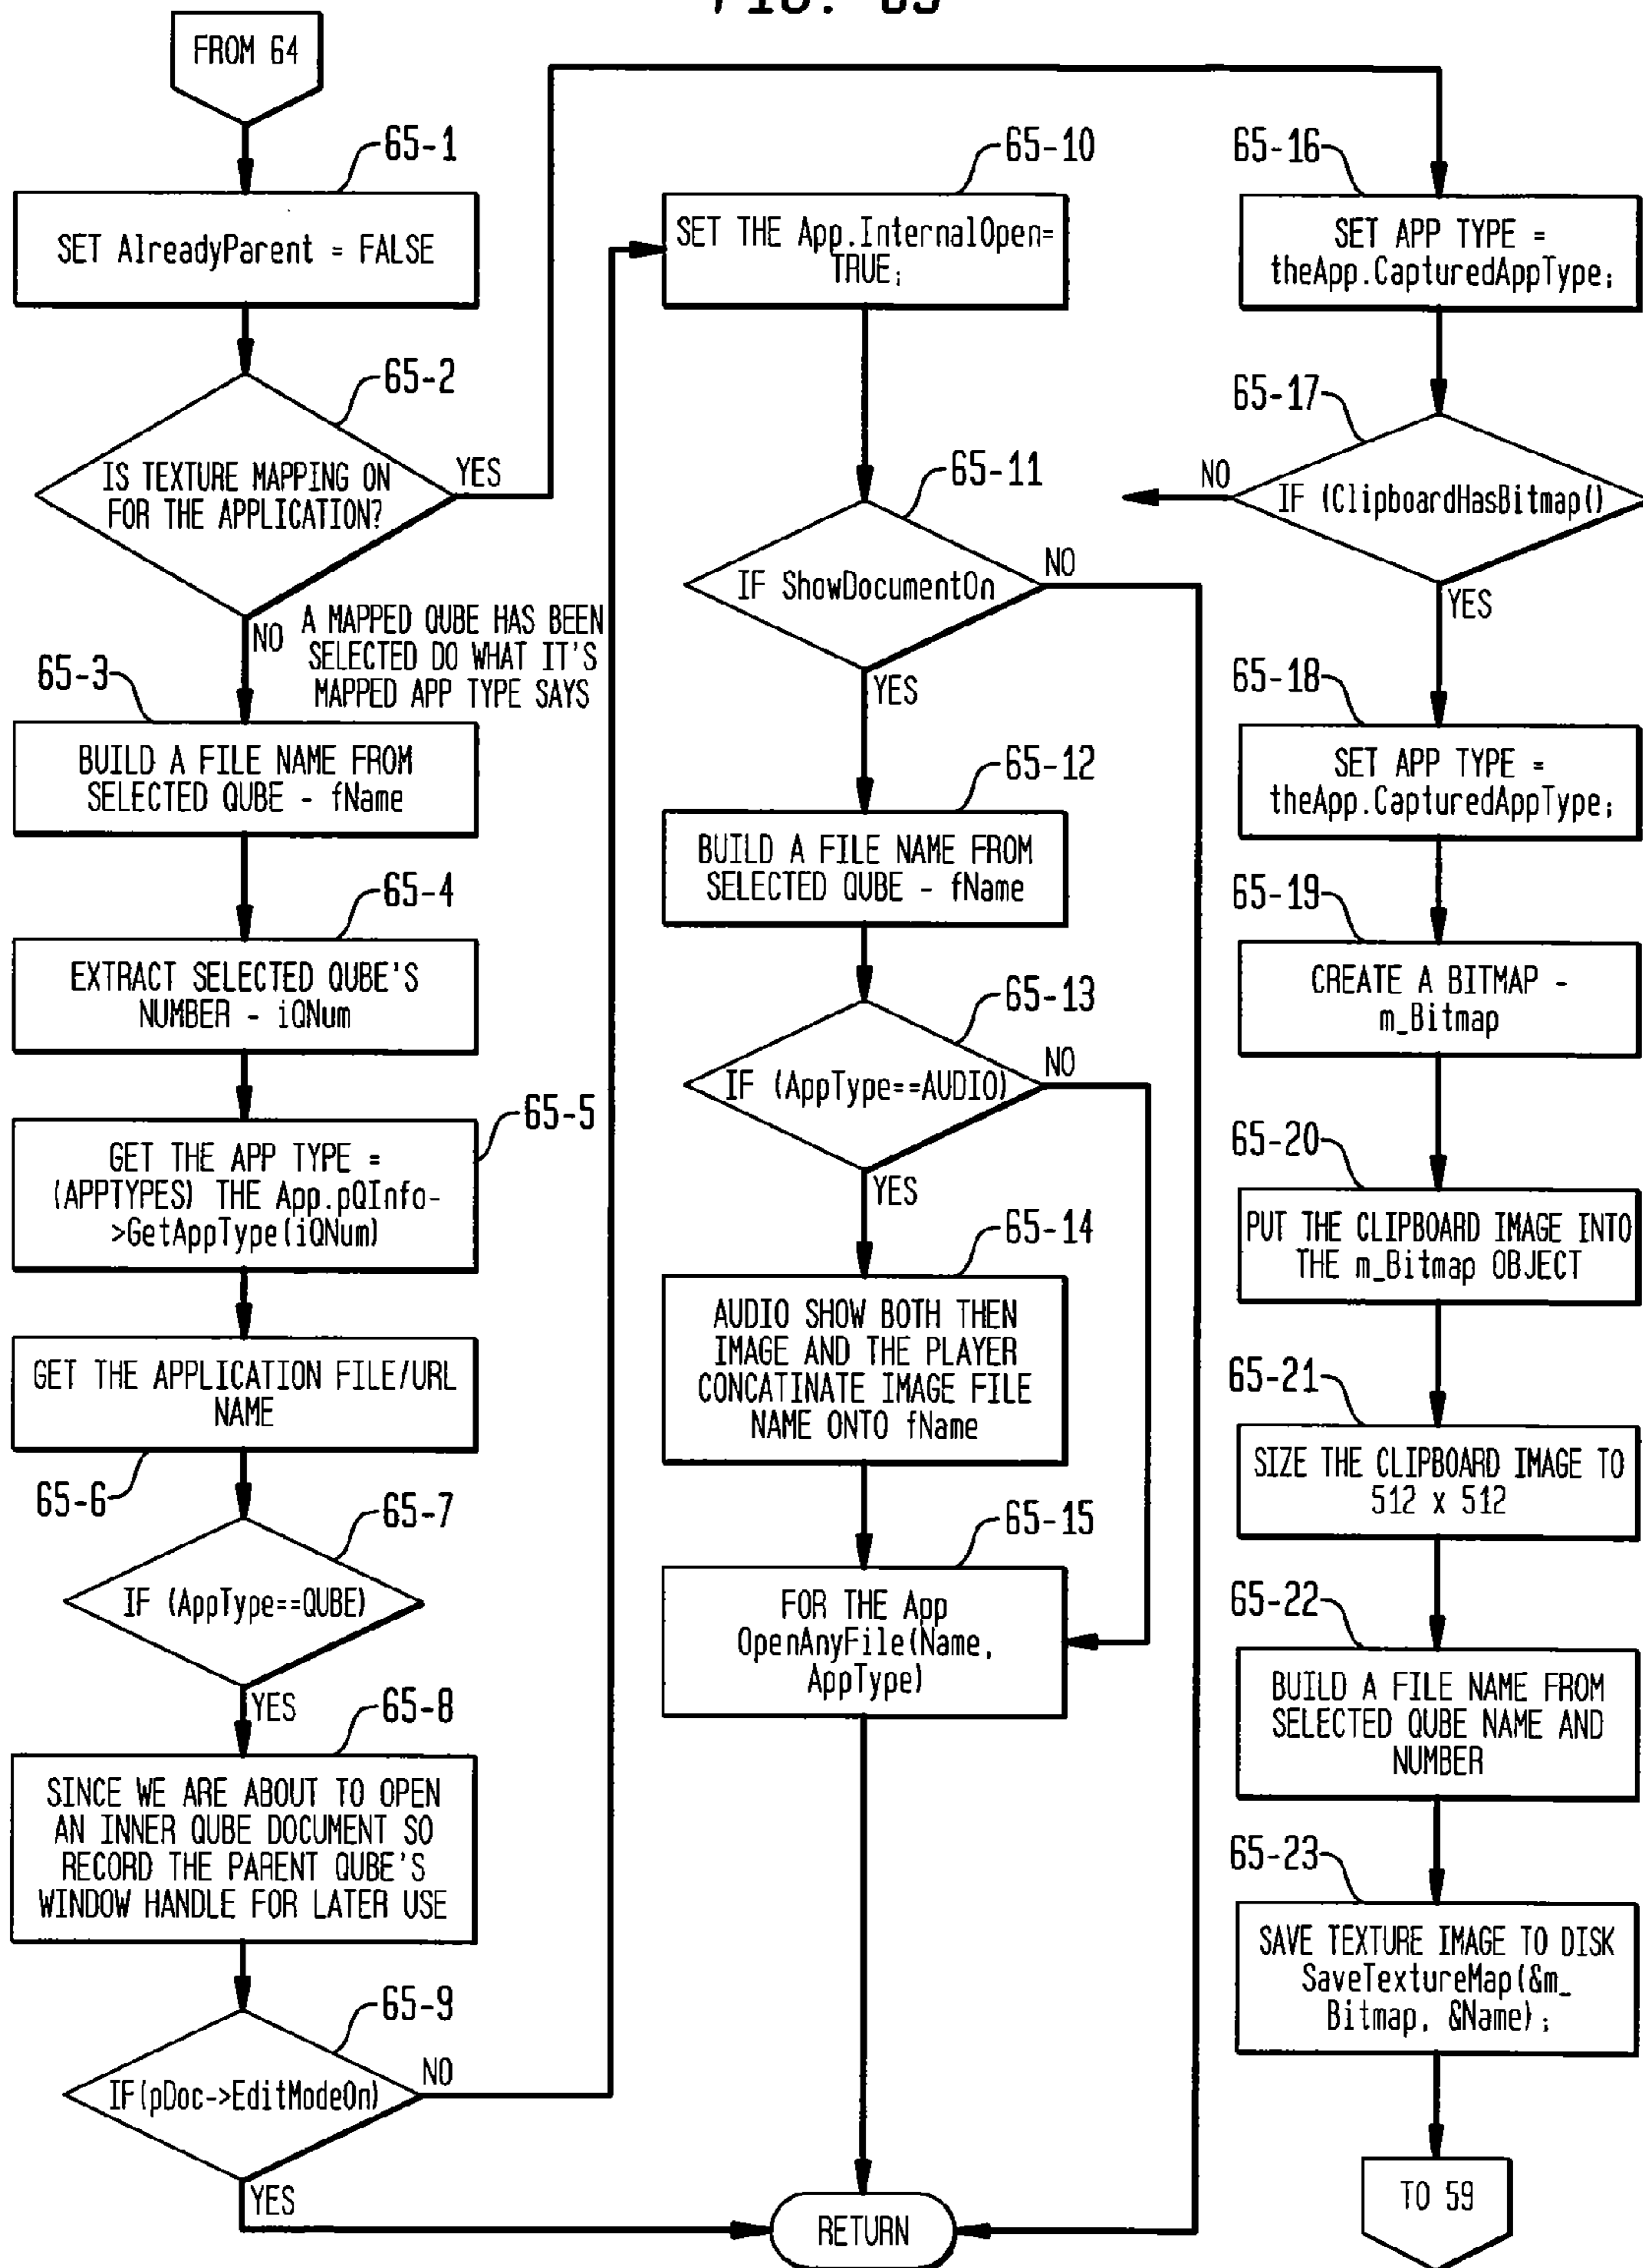 FIG. 65
FROM 64
65-1
SET AlreadyParent = FALSE
65-2
IS TEXTURE MAPPING ON
FOR THE APPLICATION?
YES
NO
A MAPPED QUBE HAS BEEN
SELECTED DO WHAT IT'S
MAPPED APP TYPE SAYS
65-3
BUILD A FILE NAME FROM
SELECTED QUBE - fName
65-4
EXTRACT SELECTED QUBE'S
NUMBER - iQNum
65-5
GET THE APP TYPE =
(APPTYPES) THE App.pQInfo-
>GetAppType(iQNum)
GET THE APPLICATION FILE/URL
NAME
65-6
65-7
IF (AppType==QUBE)
YES
65-8
SINCE WE ARE ABOUT TO OPEN
AN INNER QUBE DOCUMENT SO
RECORD THE PARENT QUBE'S
WINDOW HANDLE FOR LATER USE
65-9
IF(pDoc->EditModeOn)
NO
YES
65-10
SET THE App.InternalOpen=
TRUE;
65-11
IF ShowDocumentOn
NO
YES
65-12
BUILD A FILE NAME FROM
SELECTED QUBE - fName
65-13
IF (AppType==AUDIO)
NO
YES
65-14
AUDIO SHOW BOTH THEN
IMAGE AND THE PLAYER
CONCATINATE IMAGE FILE
NAME ONTO fName
65-15
FOR THE App
OpenAnyFile(Name,
AppType)
RETURN
65-16
SET APP TYPE =
theApp.CapturedAppType;
65-17
NO
IF (ClipboardHasBitmap()
YES
65-18
SET APP TYPE =
theApp.CapturedAppType;
65-19
CREATE A BITMAP -
m_Bitmap
65-20
PUT THE CLIPBOARD IMAGE INTO
THE m_Bitmap OBJECT
65-21
SIZE THE CLIPBOARD IMAGE TO
512 x 512
65-22
BUILD A FILE NAME FROM
SELECTED QUBE NAME AND
NUMBER
65-23
SAVE TEXTURE IMAGE TO DISK
SaveTextureMap(&m_
Bitmap, &Name);
TO 59